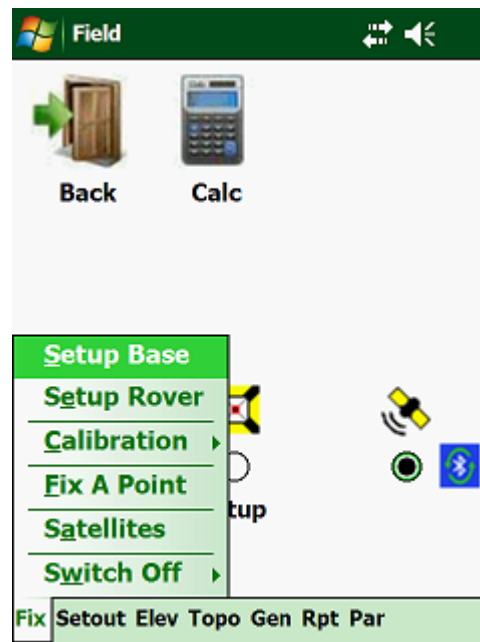 Field
Back Calc
Setup Base
Setup Rover
Calibration
Fix A Point
tup
Satellites
Switch Off
Fix Setout Elev Topo Gen Rpt Par